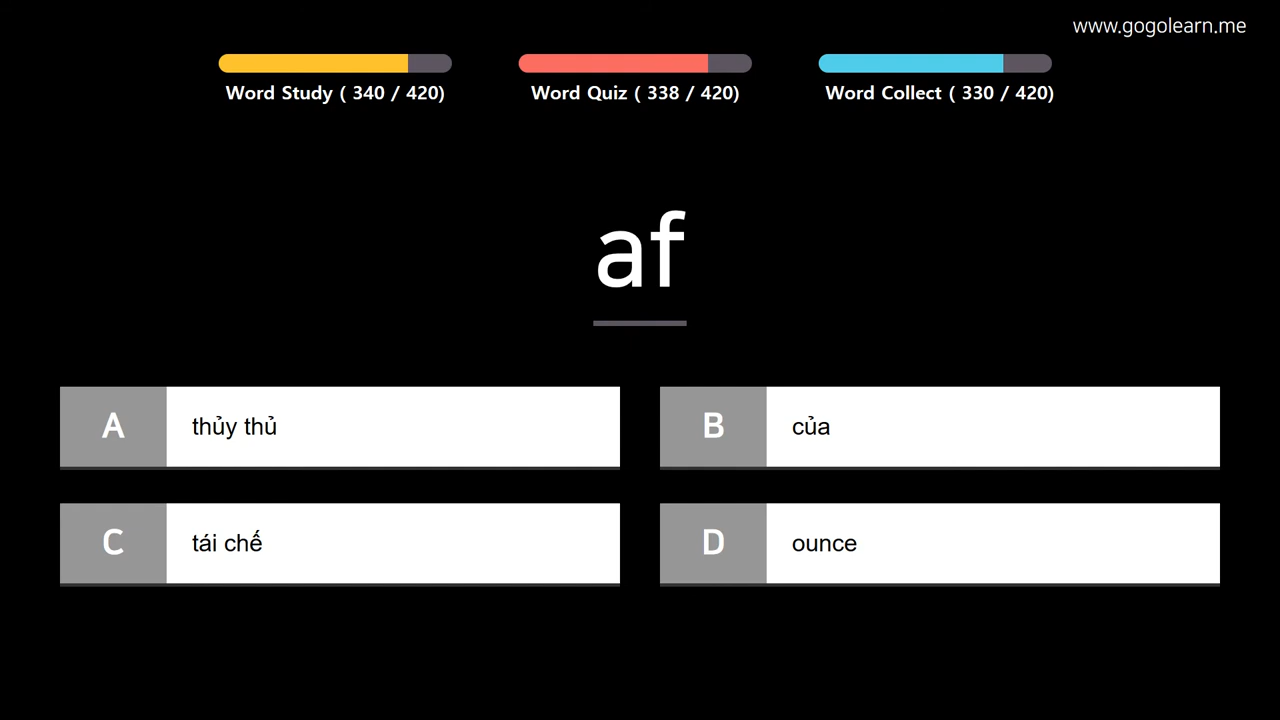 www.gogolearn.me
Word Study ( 340 / 420)
Word Quiz ( 338 / 420)
Word Collect ( 330 / 420)
af
A thủy thủ
B của
C tái chế
D ounce